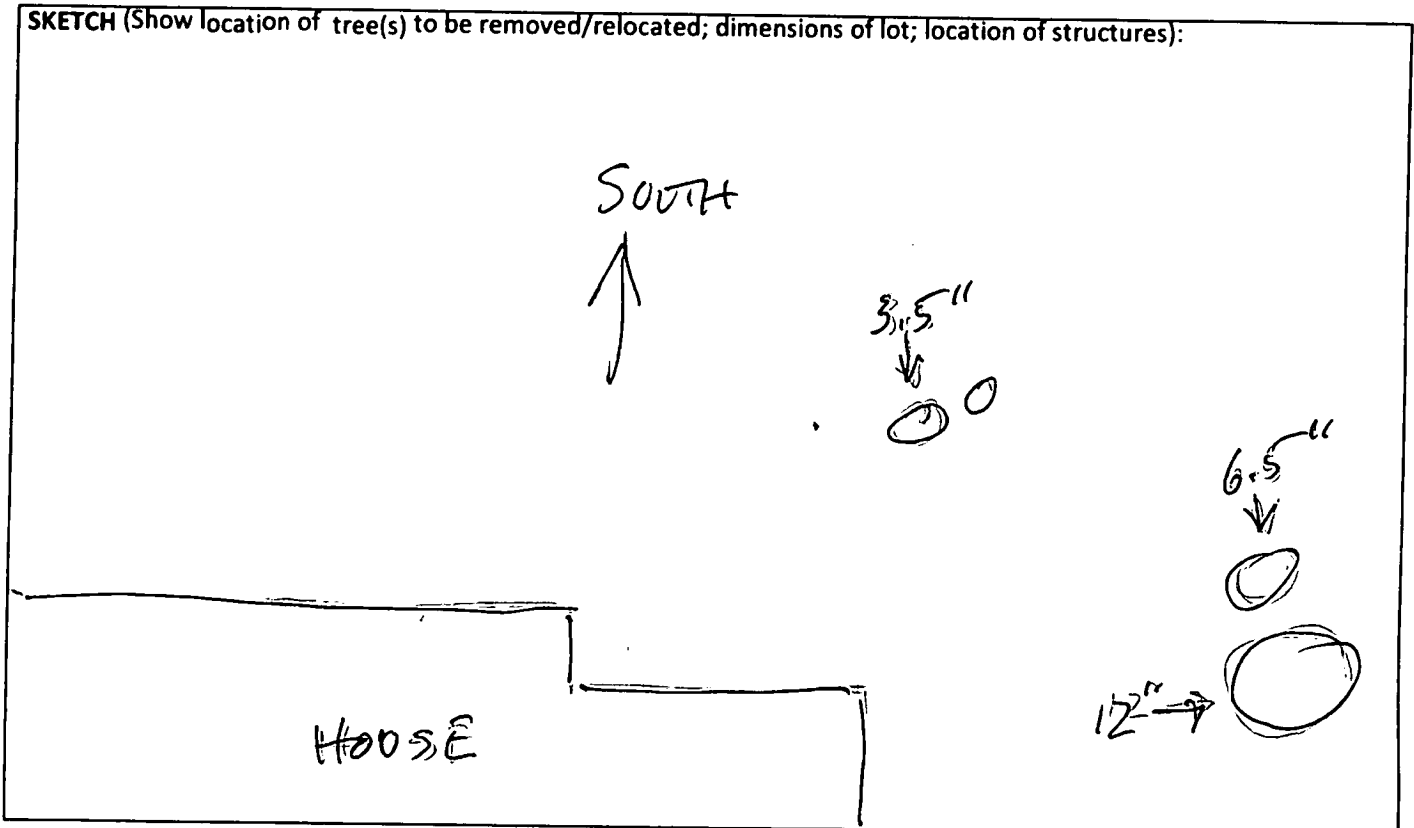 SKETCH (Show location of tree(s) to be removed/relocated; dimensions of lot; location of structures):
SOUTH
3.5"
6.5"
12"
HOUSE